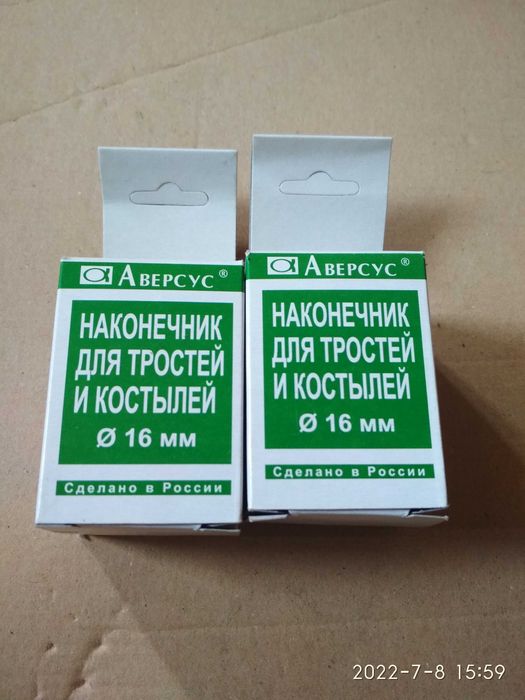 АВЕРСУС®
НАКОНЕЧНИК
ДЛЯ ТРОСТЕЙ
И КОСТЫЛЕЙ
Ø 16 мм
Сделано в России
АВЕРСУС®
НАКОНЕЧНИК
ДЛЯ ТРОСТЕЙ
И КОСТЫЛЕЙ
Ø 16 мм
Сделано в России
2022-7-8 15:59